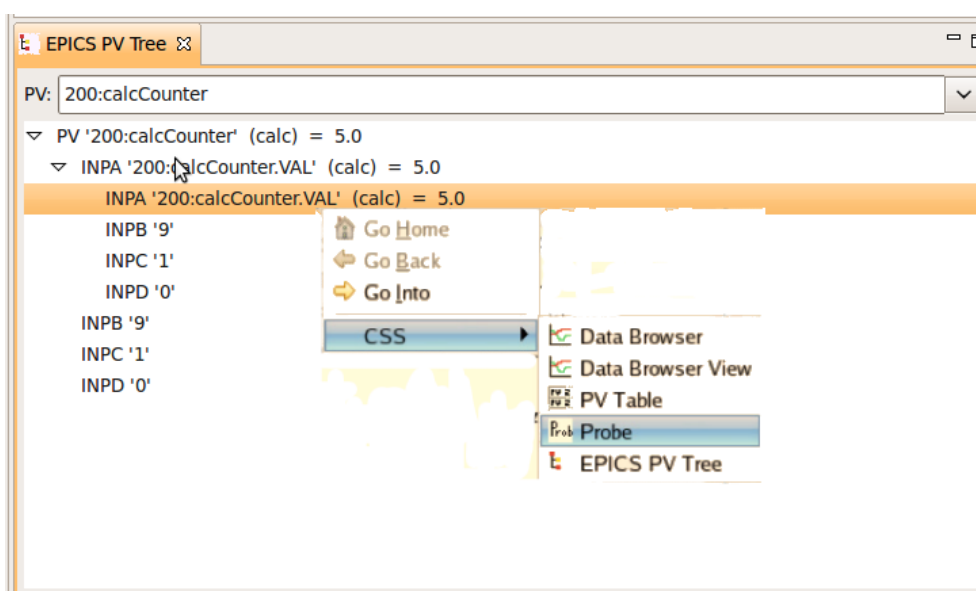 EPICS PV Tree
PV: 200:calcCounter
PV '200:calcCounter' (calc) = 5.0
INPA '200:calcCounter.VAL' (calc) = 5.0
INPA '200:calcCounter.VAL' (calc) = 5.0
INPB '9'
INPC '1'
INPD '0'
INPB '9'
INPC '1'
INPD '0'
Go Home
Go Back
Go Into
CSS
Data Browser
Data Browser View
PV Table
Prob Probe
EPICS PV Tree